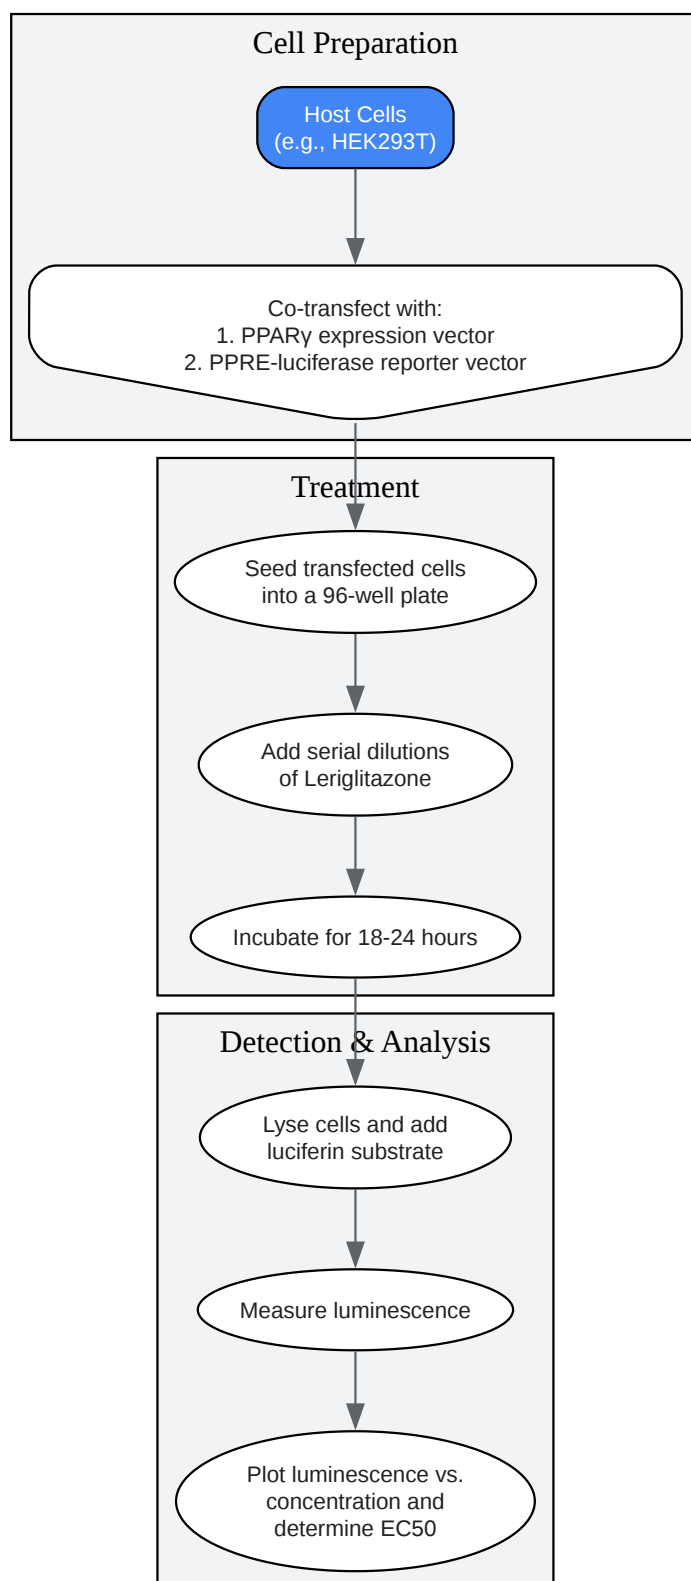 Cell Preparation
Host Cells
(e.g., HEK293T)
Co-transfect with:
1. PPARγ expression vector
2. PPRE-luciferase reporter vector
Treatment
Seed transfected cells
into a 96-well plate
Add serial dilutions
of Leriglitazone
Incubate for 18-24 hours
Detection & Analysis
Lyse cells and add
luciferin substrate
Measure luminescence
Plot luminescence vs.
concentration and
determine EC50